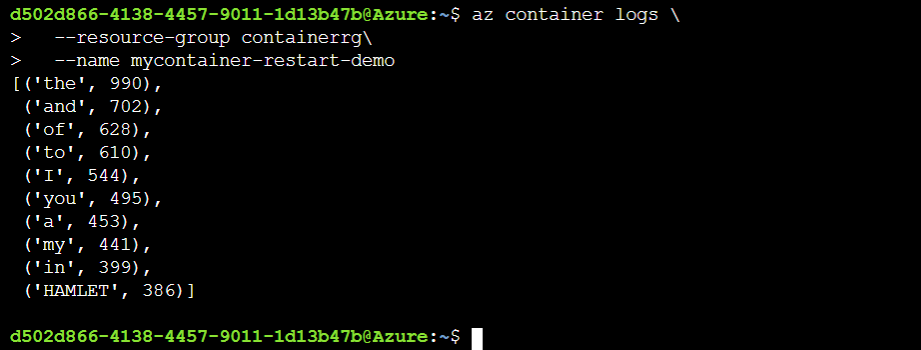 d502d866-4138-4457-9011-1d13b47b@Azure:~$ az container logs \
>   --resource-group containerrg\
>   --name mycontainer-restart-demo
[('the', 990),
 ('and', 702),
 ('of', 628),
 ('to', 610),
 ('I', 544),
 ('you', 495),
 ('a', 453),
 ('my', 441),
 ('in', 399),
 ('HAMLET', 386)]
d502d866-4138-4457-9011-1d13b47b@Azure:~$